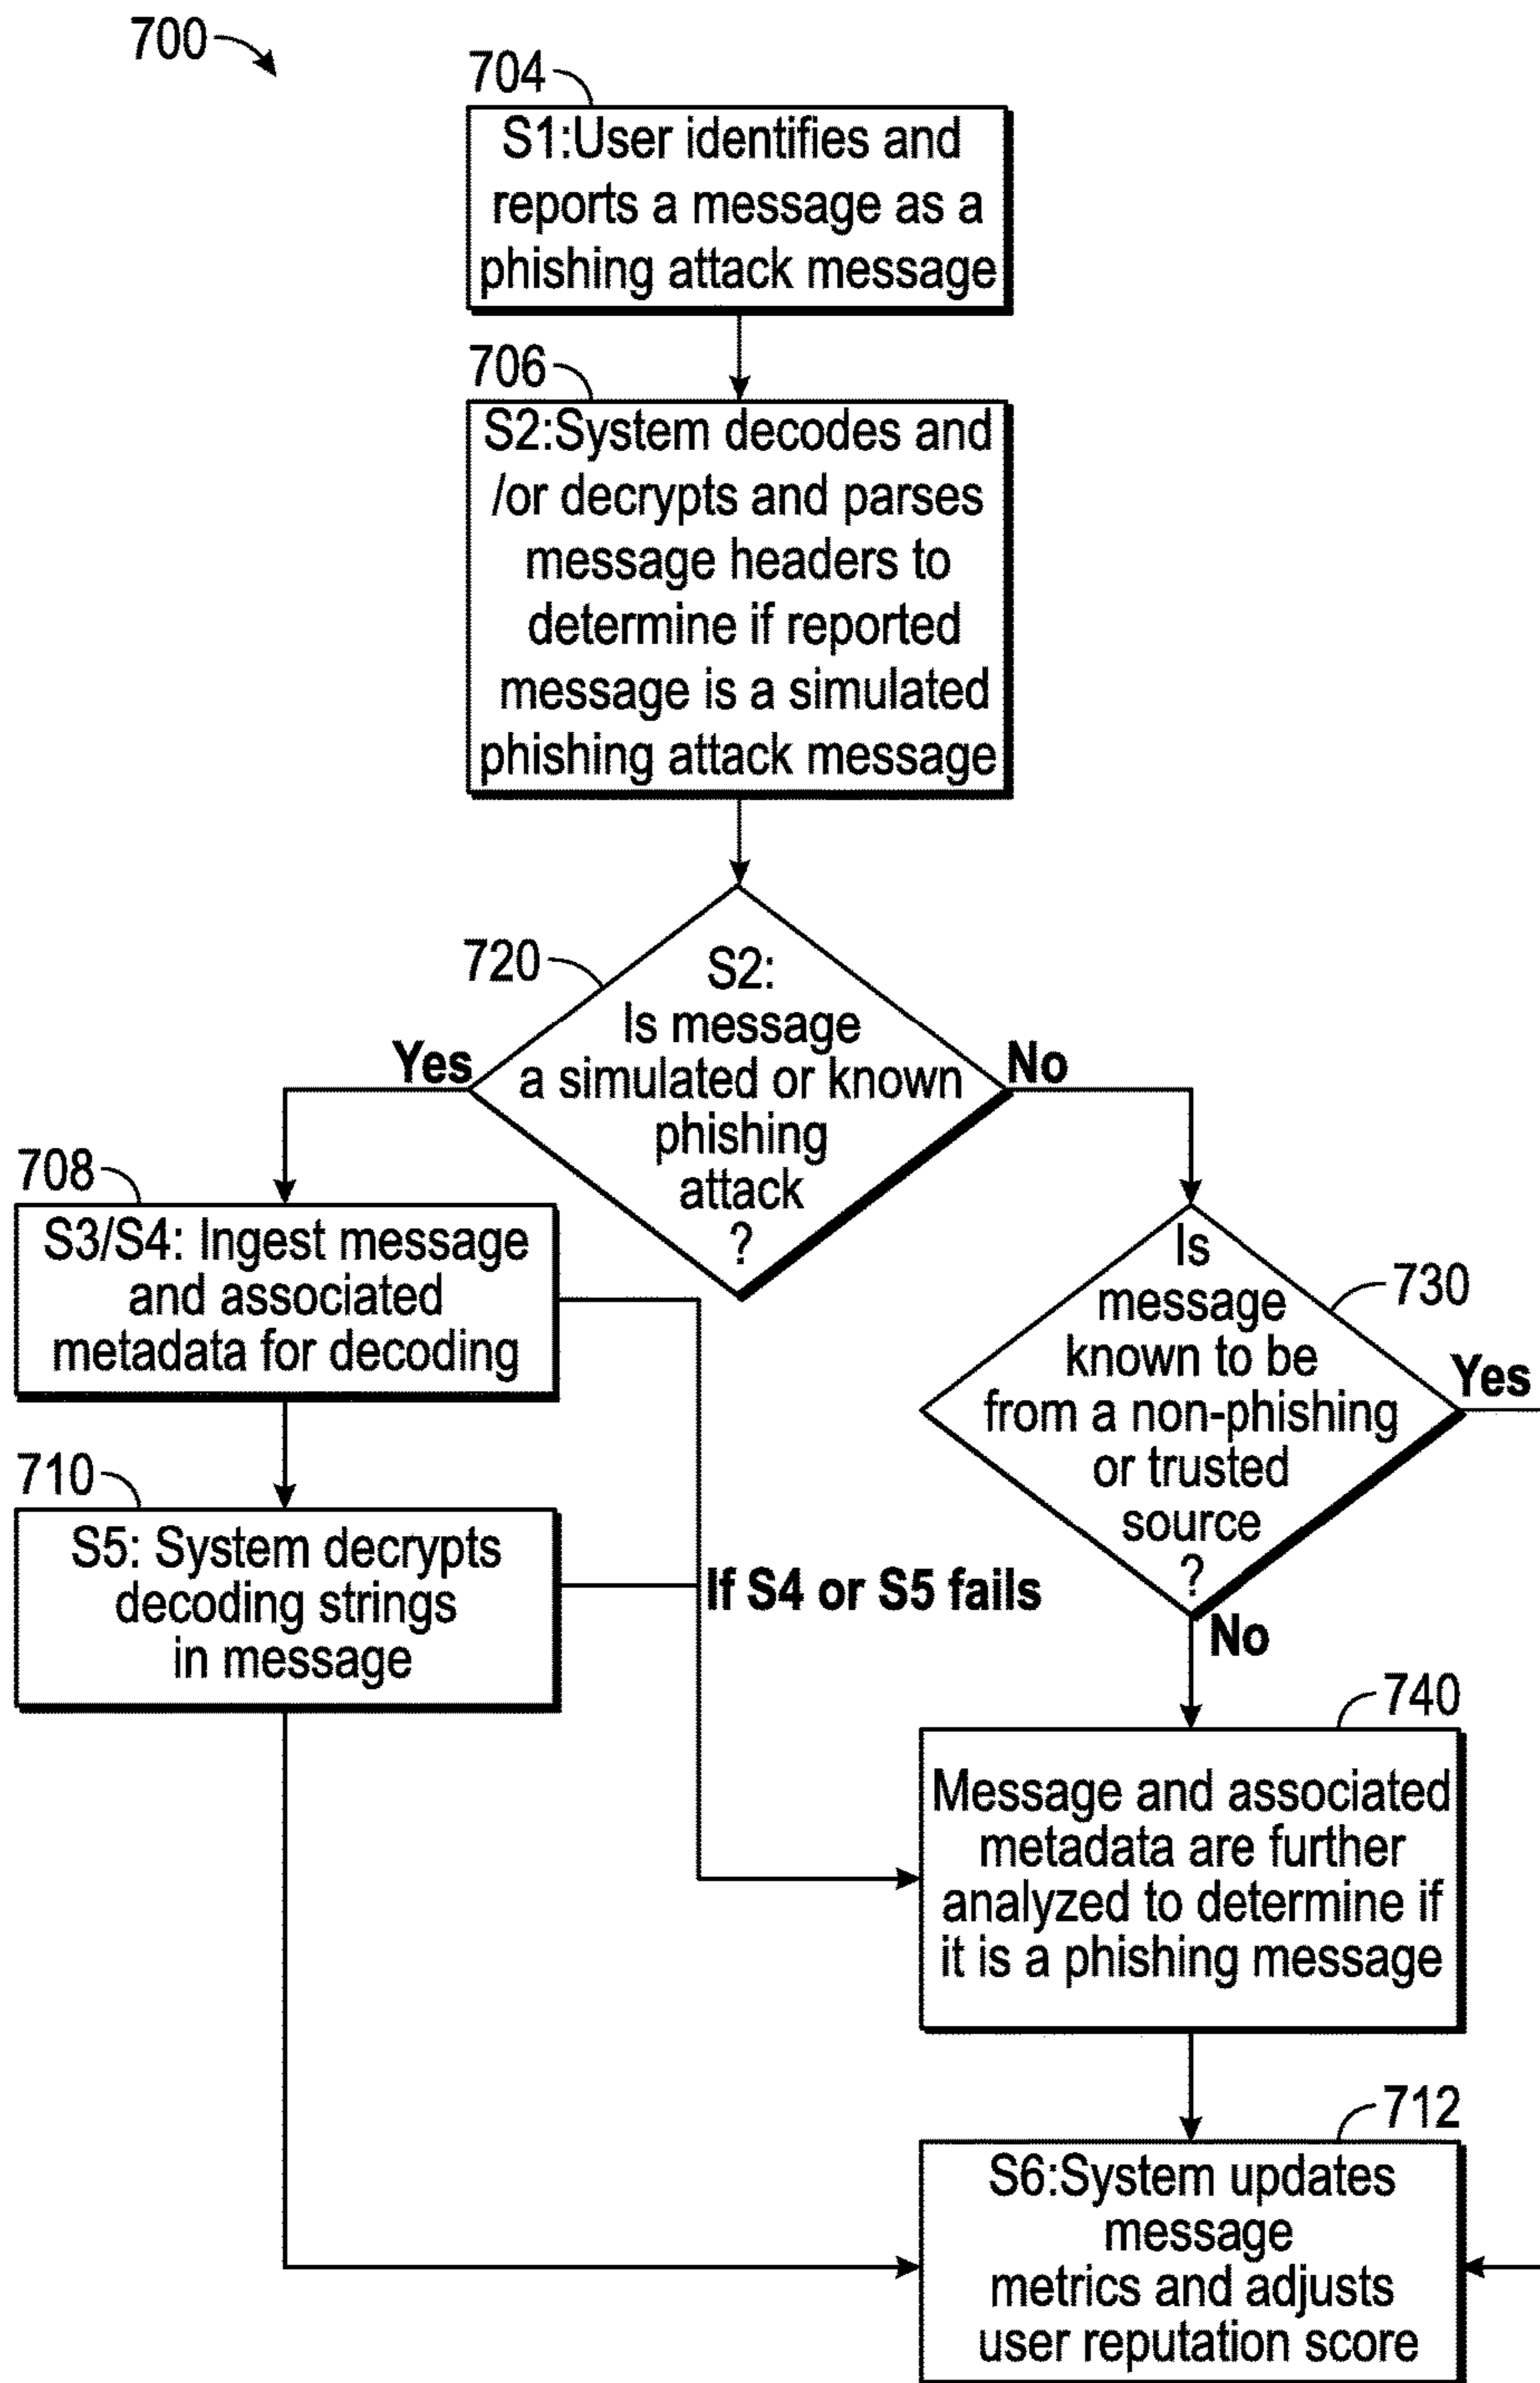 700
704
S1:User identifies and
reports a message as a
phishing attack message
706
S2:System decodes and
/or decrypts and parses
message headers to
determine if reported
message is a simulated
phishing attack message
720
S2:
Is message
a simulated or known
phishing
attack
?
Yes
No
708
S3/S4: Ingest message
and associated
metadata for decoding
Is
message
known to be
from a non-phishing
or trusted
source
?
730
Yes
No
710
S5: System decrypts
decoding strings
in message
If S4 or S5 fails
740
Message and associated
metadata are further
analyzed to determine if
it is a phishing message
712
S6:System updates
message
metrics and adjusts
user reputation score